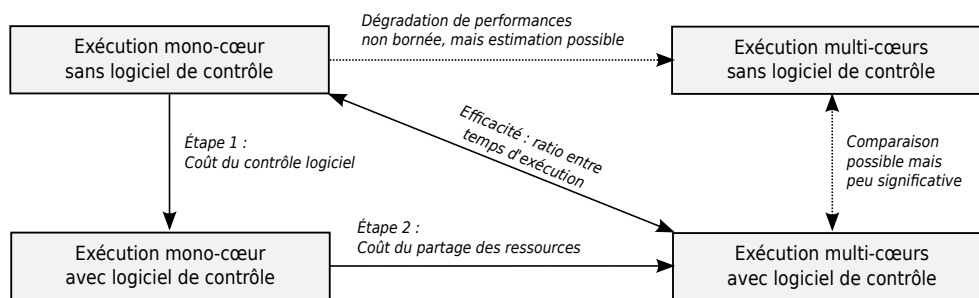 Exécution mono-cœur
sans logiciel de contrôle
Dégradation de performances
non bornée, mais estimation possible
Exécution multi-cœurs
sans logiciel de contrôle
Étape 1 :
Coût du contrôle logiciel
Efficacité : ratio entre
temps d'exécution
Comparaison
possible mais
peu significative
Exécution mono-cœur
avec logiciel de contrôle
Étape 2 :
Coût du partage des ressources
Exécution multi-cœurs
avec logiciel de contrôle